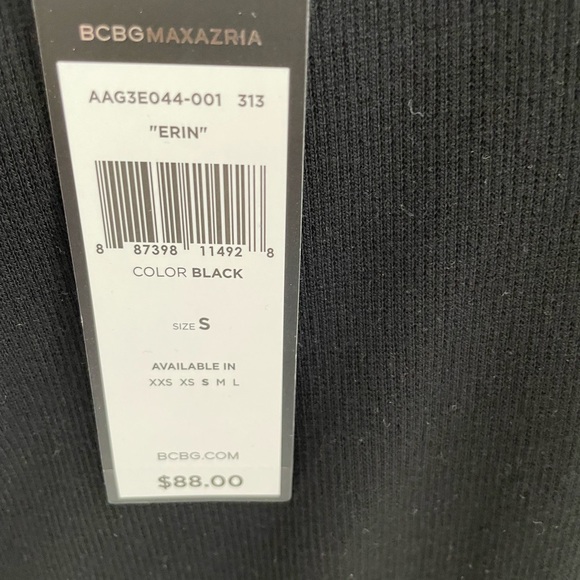 BCBGMAXAZRIA
AAG3E044-001 313
"ERIN"
8 87398 11492 8
COLOR BLACK
SIZE S
AVAILABLE IN
XXS XS S M L
BCBG.COM
$88.00